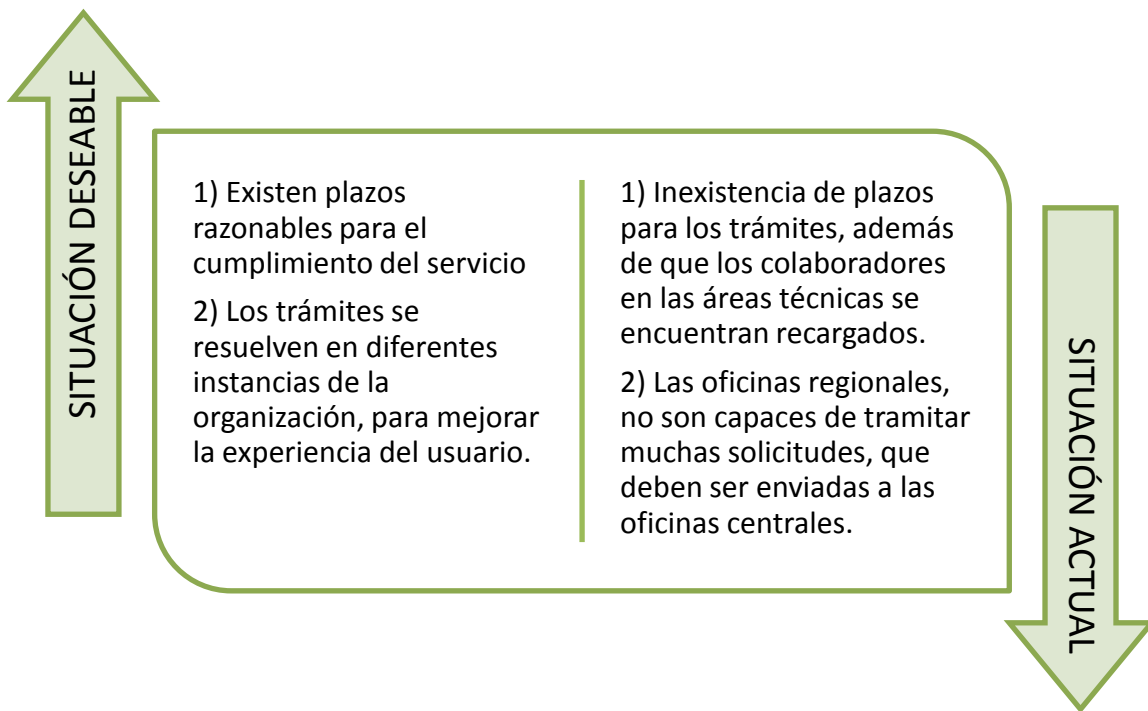 SITUACIÓN DESEABLE
1) Existen plazos
razonables para el
cumplimiento del servicio
2) Los trámites se
resuelven en diferentes
instancias de la
organización, para mejorar
la experiencia del usuario.
1) Inexistencia de plazos
para los trámites, además
de que los colaboradores
en las áreas técnicas se
encuentran recargados.
2) Las oficinas regionales,
no son capaces de tramitar
muchas solicitudes, que
deben ser enviadas a las
oficinas centrales.
SITUACIÓN ACTUAL